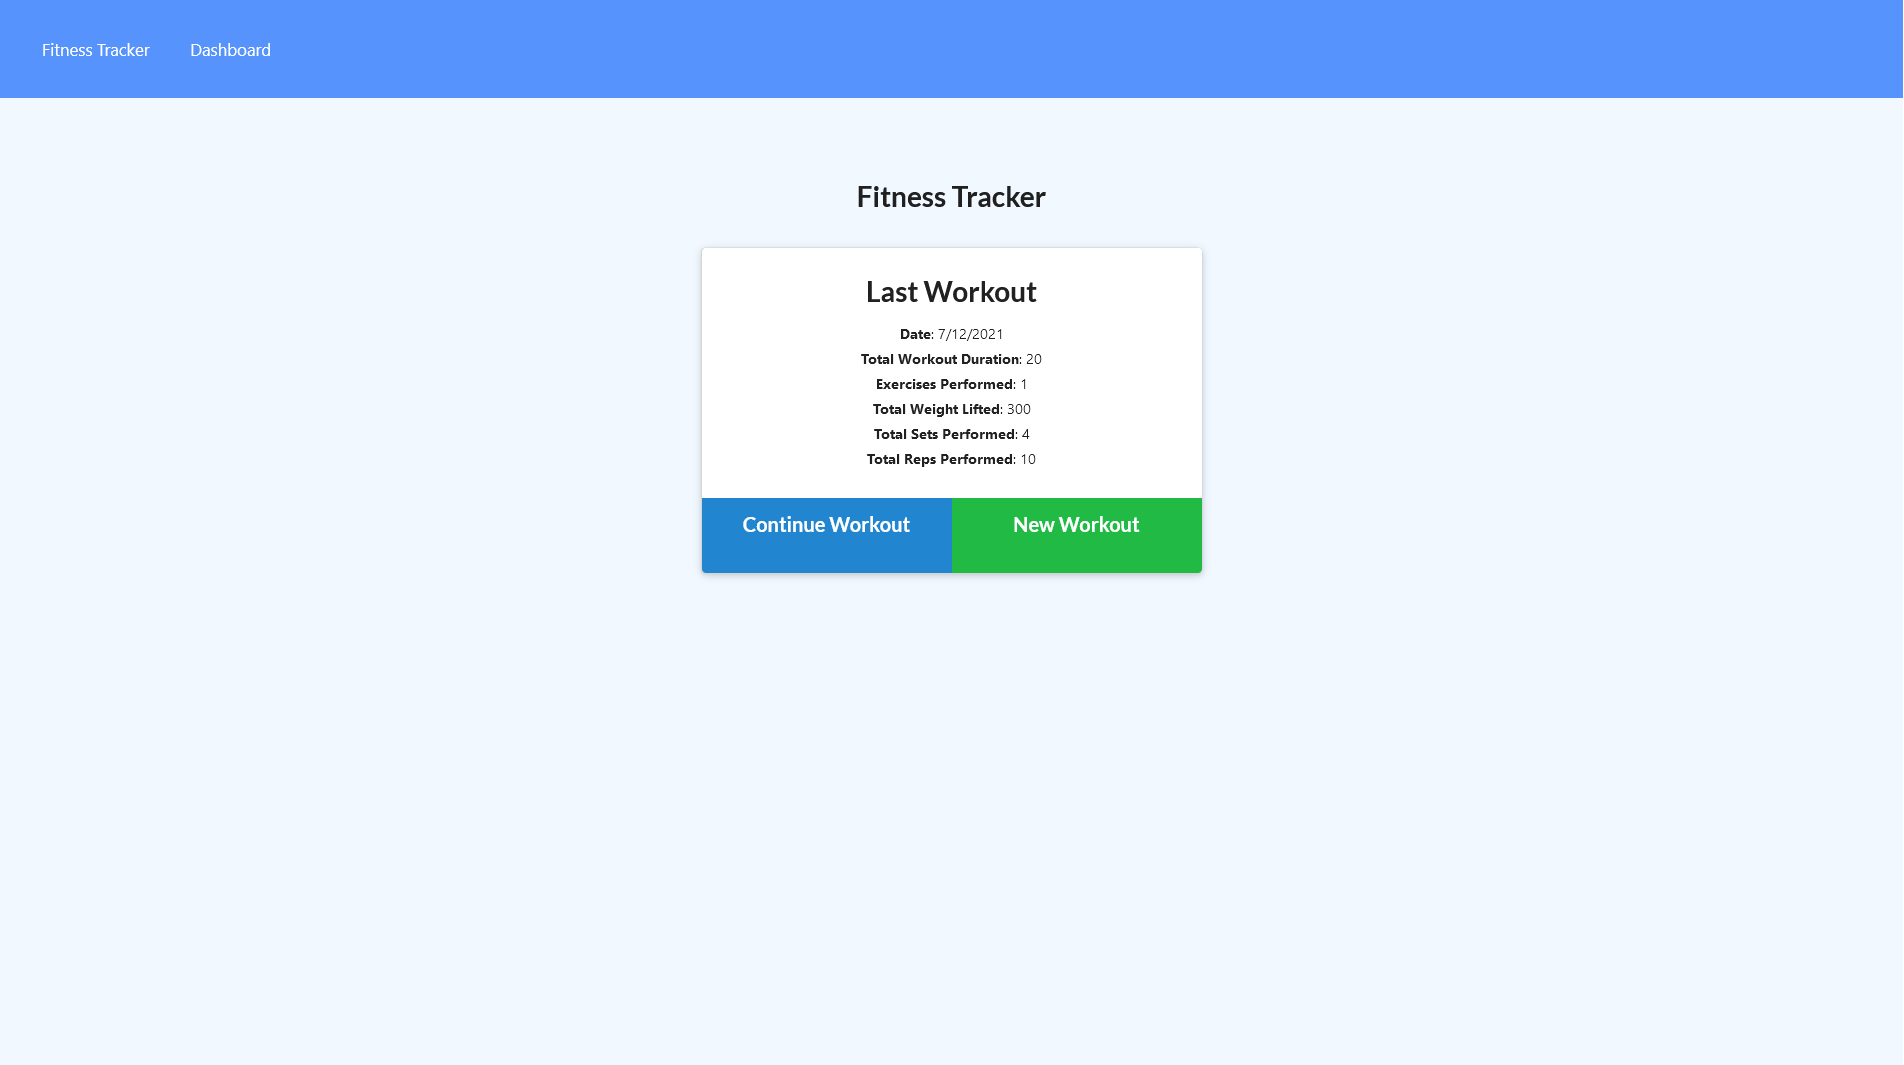 Fitness Tracker Dashboard
Fitness Tracker
Last Workout
Date: 7/12/2021
Total Workout Duration: 20
Exercises Performed: 1
Total Weight Lifted: 300
Total Sets Performed: 4
Total Reps Performed: 10
Continue Workout New Workout